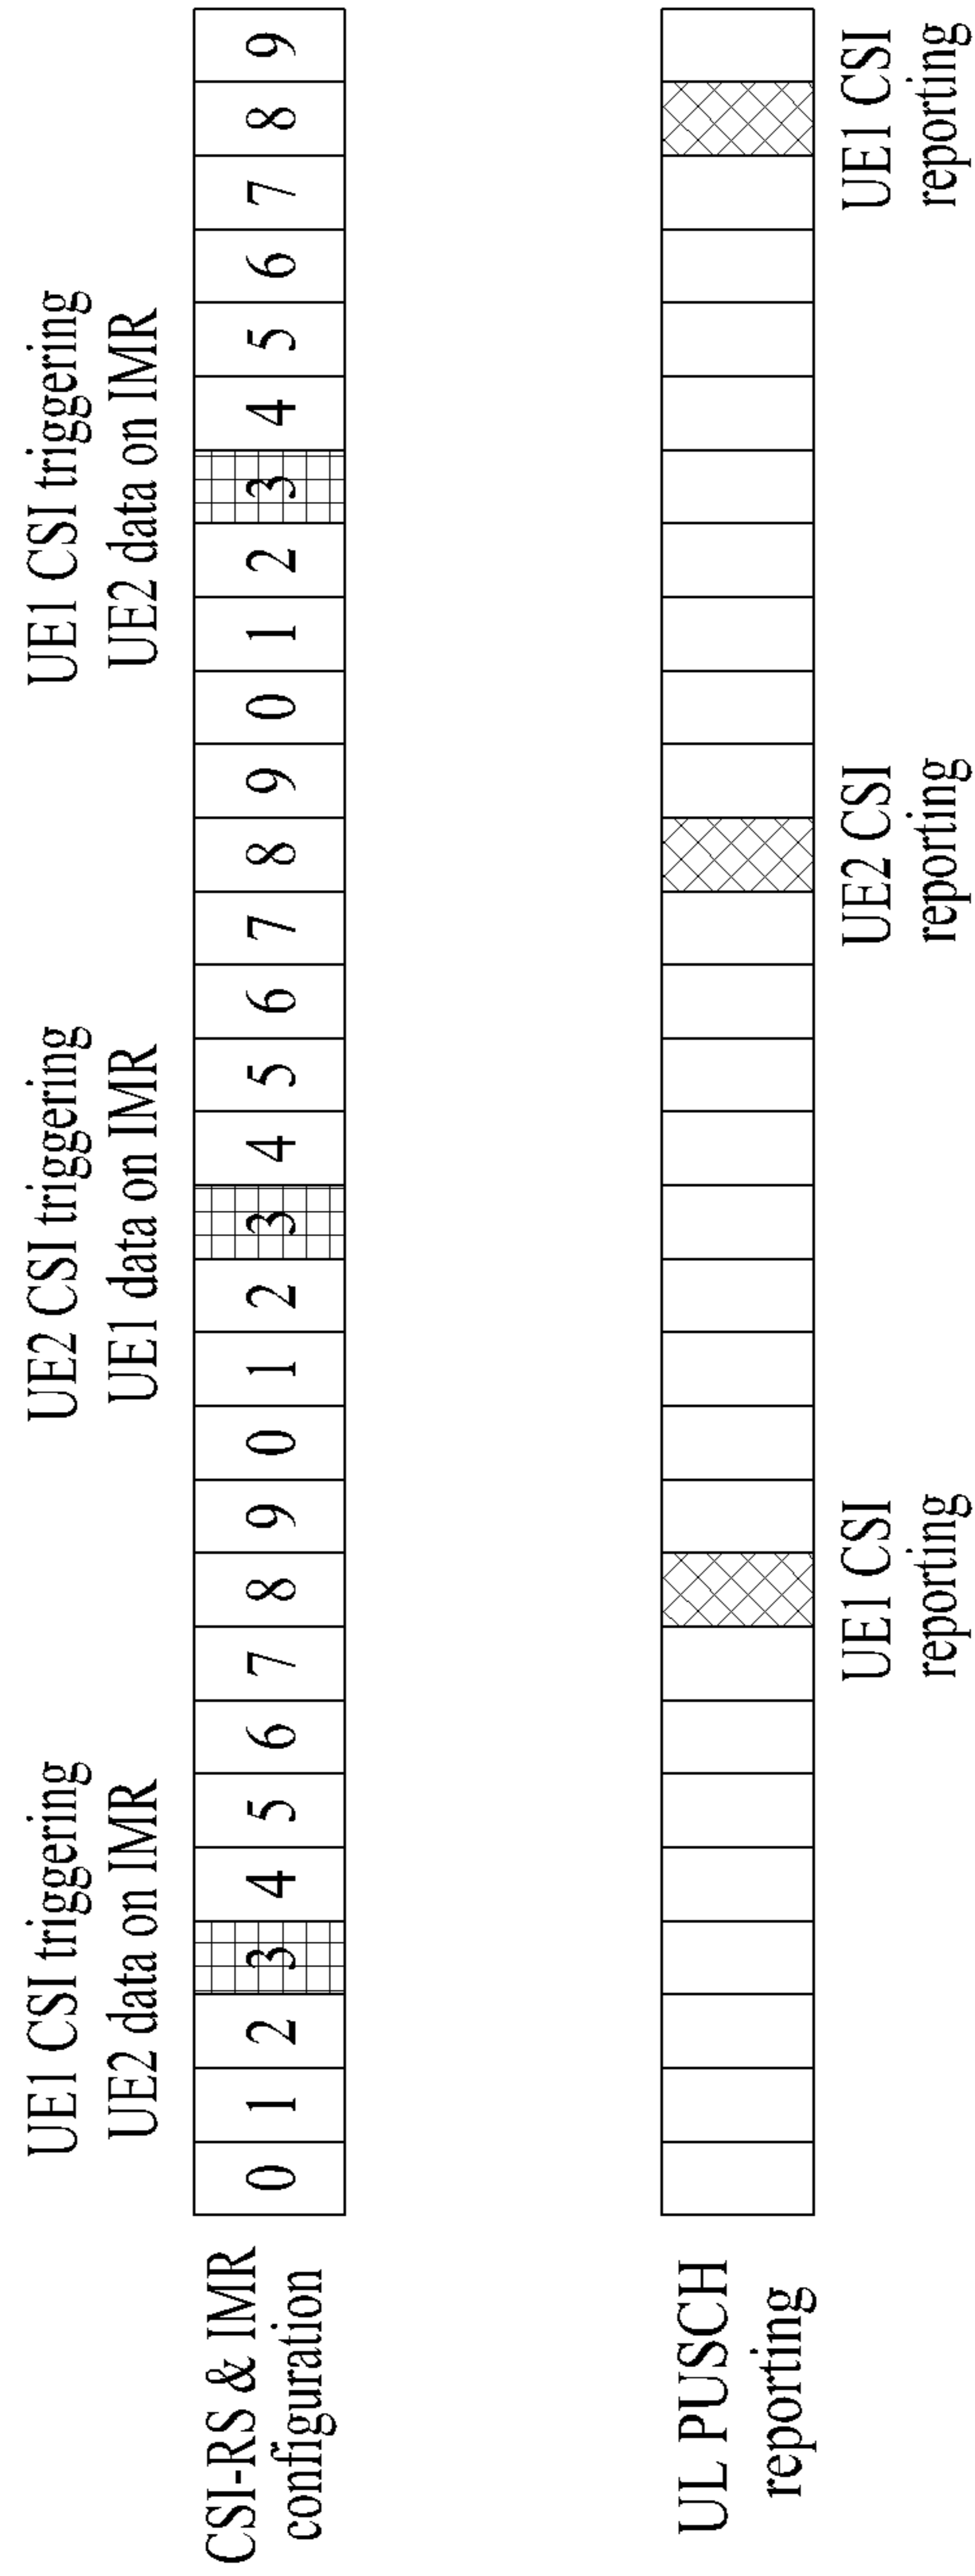 UE1 CSI triggering
UE2 data on IMR
UE2 CSI triggering
UE1 data on IMR
UE1 CSI triggering
UE2 data on IMR
CSI-RS & IMR
configuration
0 1 2 3 4 5 6 7 8 9 0 1 2 3 4 5 6 7 8 9 0 1 2 3 4 5 6 7 8 9
UL PUSCH
reporting
UE1 CSI
reporting
UE2 CSI
reporting
UE1 CSI
reporting